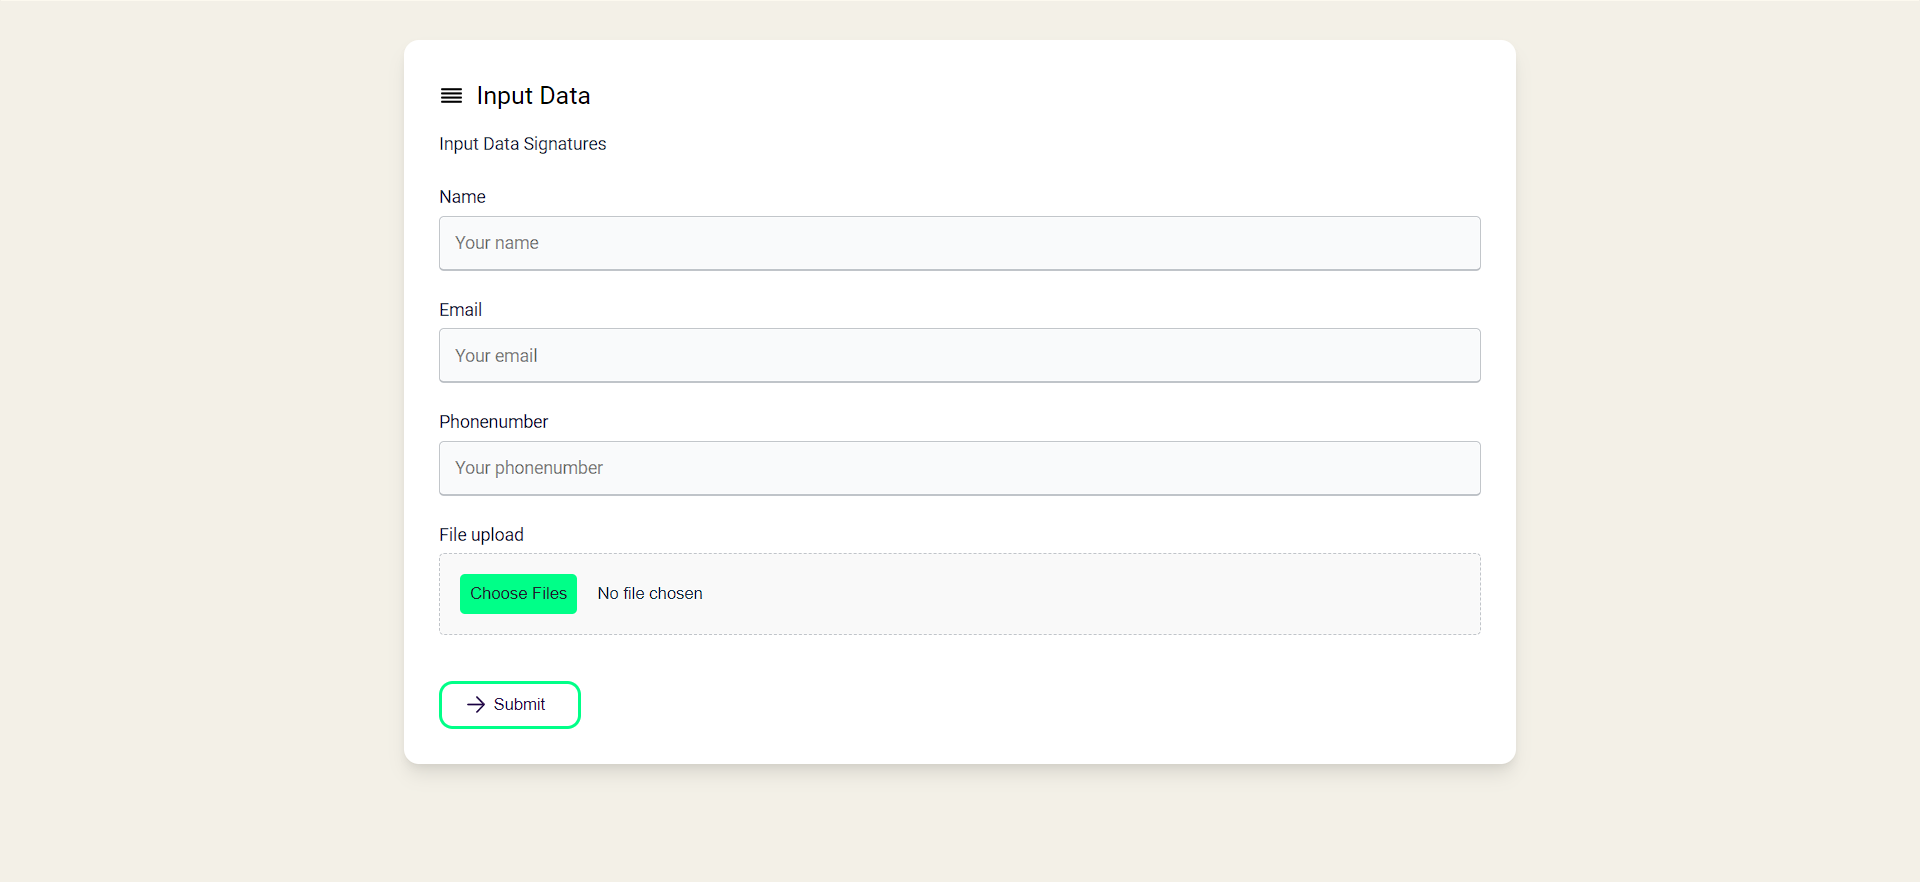 Input Data
Input Data Signatures
Name
Your name
Email
Your email
Phonenumber
Your phonenumber
File upload
Choose Files No file chosen
Submit